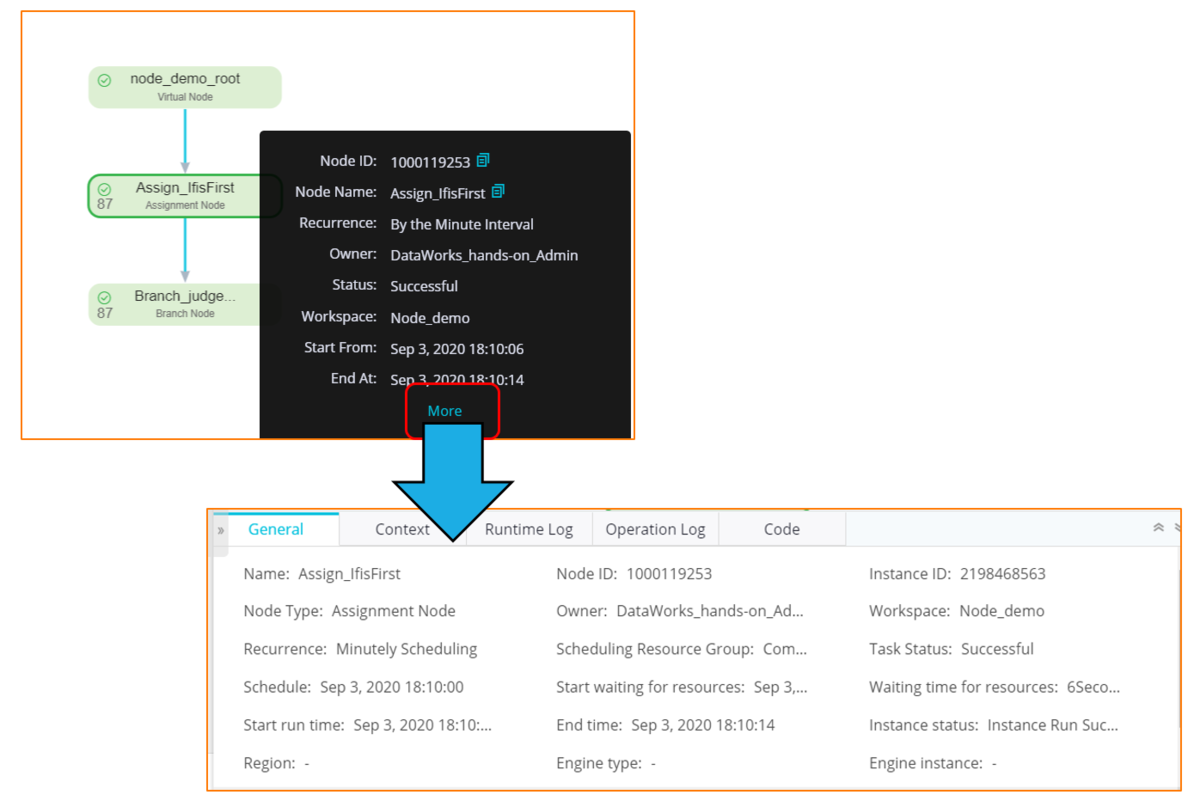 node_demo_root
Virtual Node
Assign_IfisFirst
87
Assignment Node
Branch_judge...
87
Branch Node
Node ID: 1000119253
Node Name: Assign_IfisFirst
Recurrence: By the Minute Interval
Owner: DataWorks_hands-on_Admin
Status: Successful
Workspace: Node_demo
Start From: Sep 3, 2020 18:10:06
End At: Sep 3, 2020 18:10:14
More
» General Context Runtime Log Operation Log Code
Name: Assign_IfisFirst Node ID: 1000119253 Instance ID: 2198468563
Node Type: Assignment Node Owner: DataWorks_hands-on_Ad... Workspace: Node_demo
Recurrence: Minutely Scheduling Scheduling Resource Group: Com... Task Status: Successful
Schedule: Sep 3, 2020 18:10:00 Start waiting for resources: Sep 3,... Waiting time for resources: 6Seco...
Start run time: Sep 3, 2020 18:10:... End time: Sep 3, 2020 18:10:14 Instance status: Instance Run Suc...
Region: - Engine type: - Engine instance: -